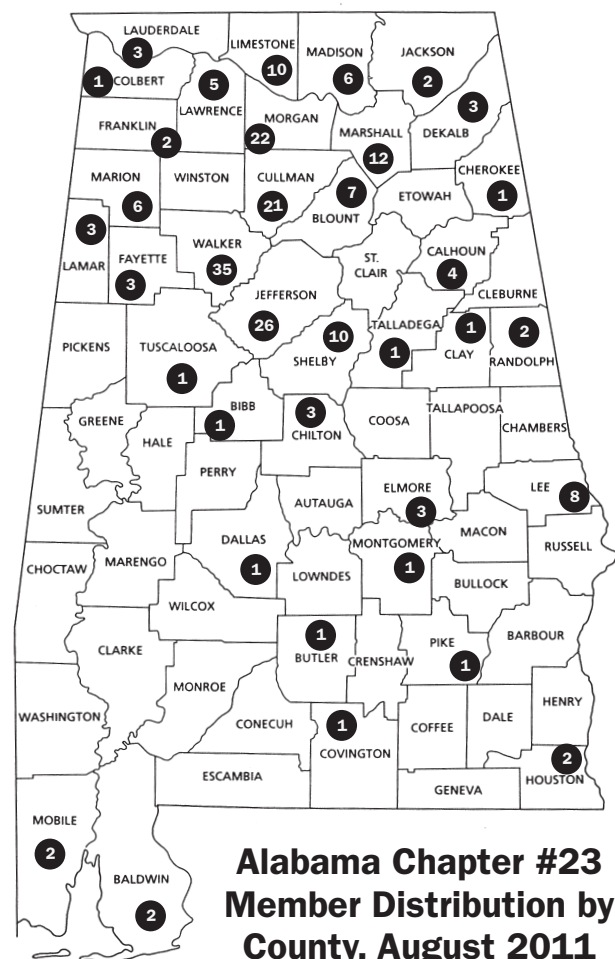 LAUDERDALE
3
LIMESTONE
10
MADISON
6
JACKSON
2
1
COLBERT
5
LAWRENCE
3
DEKALB
FRANKLIN
2
MORGAN
22
MARSHALL
12
CHEROKEE
1
MARION
6
WINSTON
CULLMAN
21
7
BLOUNT
ETOWAH
3
LAMAR
FAYETTE
3
WALKER
35
ST.
CLAIR
CALHOUN
4
CLEBURNE
JEFFERSON
26
10
SHELBY
TALLADEGA
1
1
CLAY
2
RANDOLPH
PICKENS
TUSCALOOSA
1
GREENE
HALE
BIBB
1
3
CHILTON
COOSA
TALLAPOOSA
CHAMBERS
PERRY
SUMTER
AUTAUGA
ELMORE
3
LEE
8
DALLAS
1
MONTGOMERY
1
MACON
RUSSELL
CHOCTAW
MARENGO
LOWNDES
BULLOCK
WILCOX
CLARKE
1
BUTLER
CRENSHAW
PIKE
1
BARBOUR
MONROE
WASHINGTON
CONECUH
1
COVINGTON
COFFEE
DALE
HENRY
2
HOUSTON
ESCAMBIA
GENEVA
MOBILE
2
BALDWIN
2
Alabama Chapter #23
Member Distribution by
County, August 2011